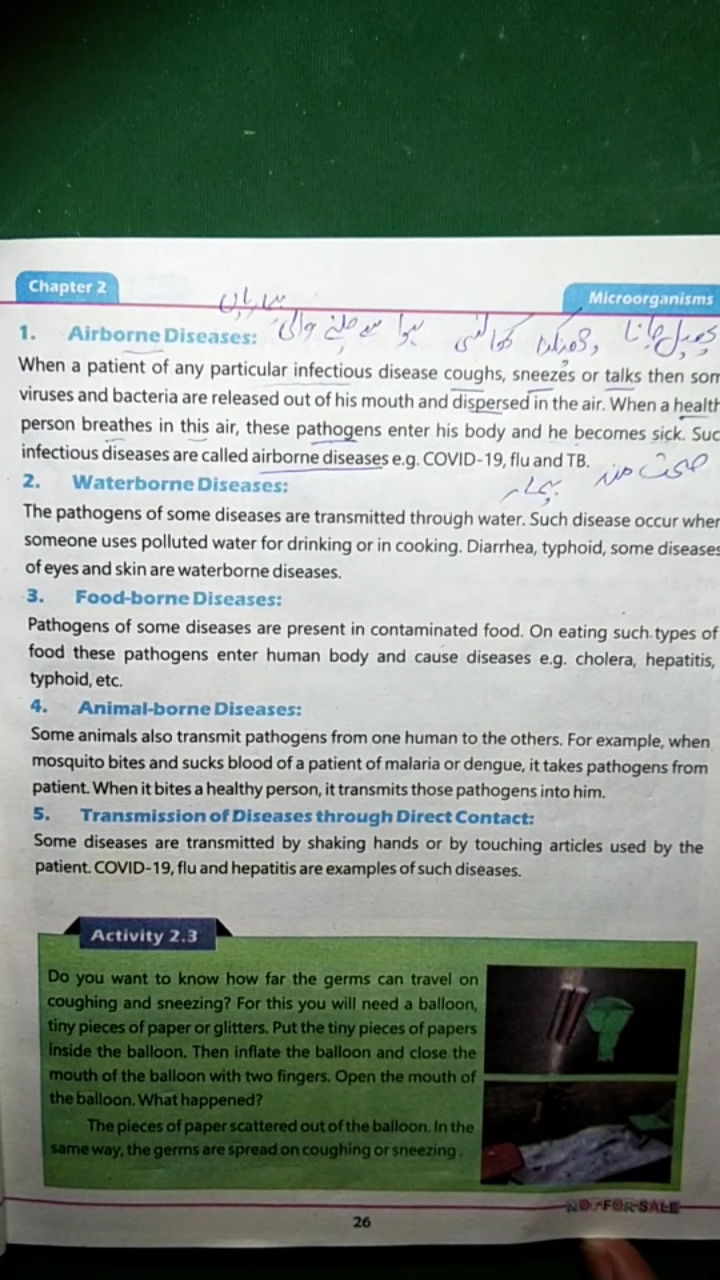 Chapter 2
Microorganisms
بیماریاں
1. Airborne Diseases: ہوا سے چلنے والی کھانسی چھینکنا پھیل جانا
When a patient of any particular infectious disease coughs, sneezes or talks then som
viruses and bacteria are released out of his mouth and dispersed in the air. When a health
person breathes in this air, these pathogens enter his body and he becomes sick. Suc
infectious diseases are called airborne diseases e.g. COVID-19, flu and TB.
صحت مند بیمار
2. Waterborne Diseases:
The pathogens of some diseases are transmitted through water. Such disease occur wher
someone uses polluted water for drinking or in cooking. Diarrhea, typhoid, some diseases
of eyes and skin are waterborne diseases.
3. Food-borne Diseases:
Pathogens of some diseases are present in contaminated food. On eating such types of
food these pathogens enter human body and cause diseases e.g. cholera, hepatitis,
typhoid, etc.
4. Animal-borne Diseases:
Some animals also transmit pathogens from one human to the others. For example, when
mosquito bites and sucks blood of a patient of malaria or dengue, it takes pathogens from
patient. When it bites a healthy person, it transmits those pathogens into him.
5. Transmission of Diseases through Direct Contact:
Some diseases are transmitted by shaking hands or by touching articles used by the
patient. COVID-19, flu and hepatitis are examples of such diseases.
Activity 2.3
Do you want to know how far the germs can travel on
coughing and sneezing? For this you will need a balloon,
tiny pieces of paper or glitters. Put the tiny pieces of papers
inside the balloon. Then inflate the balloon and close the
mouth of the balloon with two fingers. Open the mouth of
the balloon. What happened?
The pieces of paper scattered out of the balloon. In the
same way, the germs are spread on coughing or sneezing.
NOT FOR SALE
26